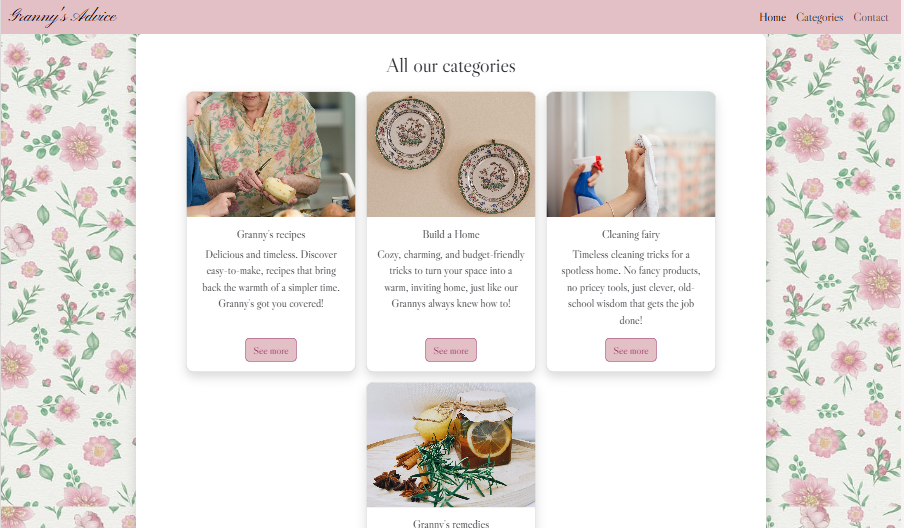 Granny's Advice
Home Categories Contact
All our categories
Granny's recipes
Delicious and timeless. Discover
easy-to-make, recipes that bring
back the warmth of a simpler time.
Granny's got you covered!
See more
Build a Home
Cozy, charming, and budget-friendly
tricks to turn your space into a
warm, inviting home, just like our
Grannys always knew how to!
See more
Cleaning fairy
Timeless cleaning tricks for a
spotless home. No fancy products,
no pricey tools, just clever, old-
school wisdom that gets the job
done!
See more
Granny's remedies